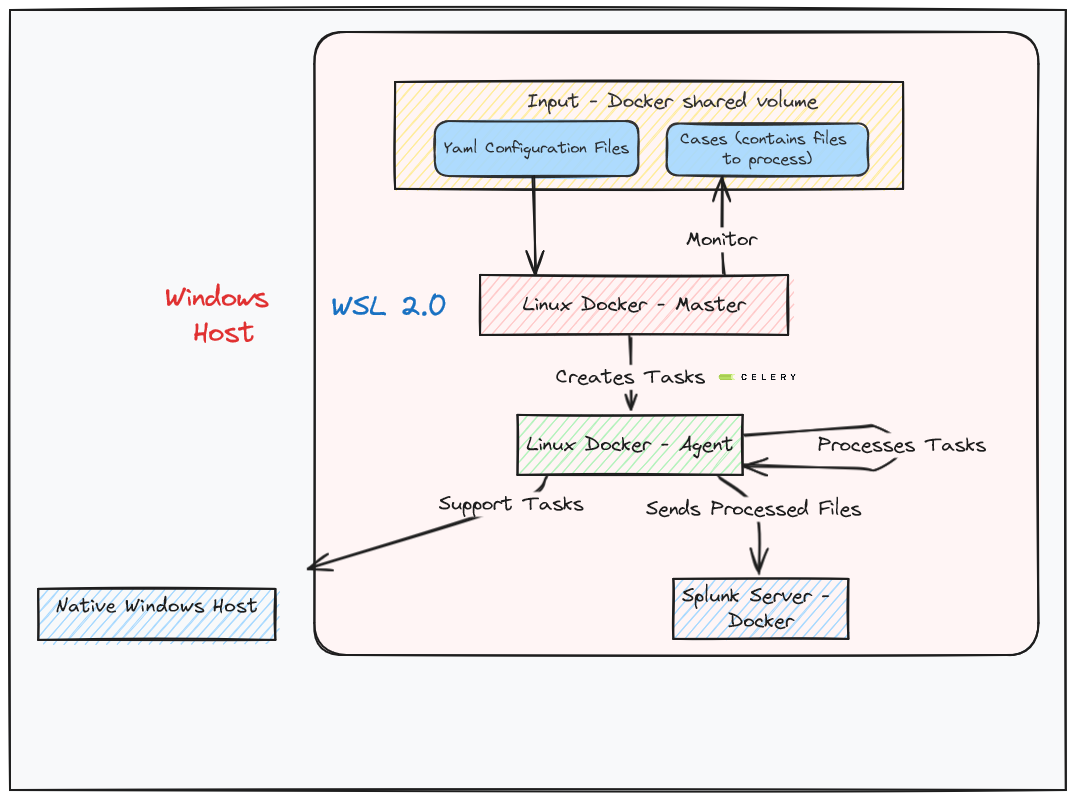 Input - Docker shared volume
Yaml Configuration Files
Cases (contains files
to process)
Monitor
Windows
Host
WSL 2.0
Linux Docker - Master
Creates Tasks
CELERY
Linux Docker - Agent
Processes Tasks
Support Tasks
Sends Processed Files
Native Windows Host
Splunk Server -
Docker